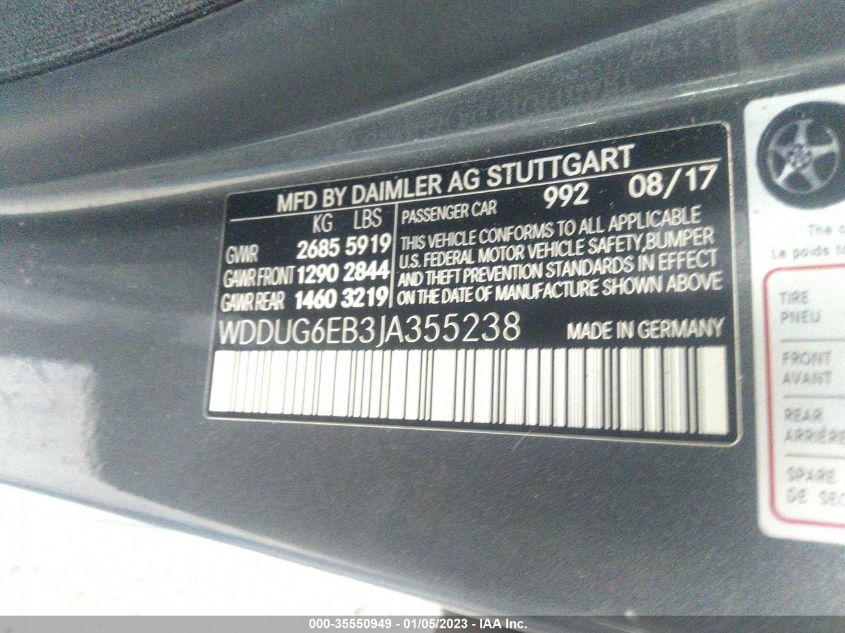 MFD BY DAIMLER AG STUTTGART
KG LBS
GVWR 2685 5919
GAWR FRONT 1290 2844
GAWR REAR 1460 3219
PASSENGER CAR 992 08/17
THIS VEHICLE CONFORMS TO ALL APPLICABLE
U.S. FEDERAL MOTOR VEHICLE SAFETY, BUMPER
AND THEFT PREVENTION STANDARDS IN EFFECT
ON THE DATE OF MANUFACTURE SHOWN ABOVE
WDDUG6EB3JA355238 MADE IN GERMANY
The
Le poids
TIRE
PNEU
FRONT
AVANT
REAR
ARRIÈRE
SPARE
DE
000-35550949 - 01/05/2023 - IAA Inc.